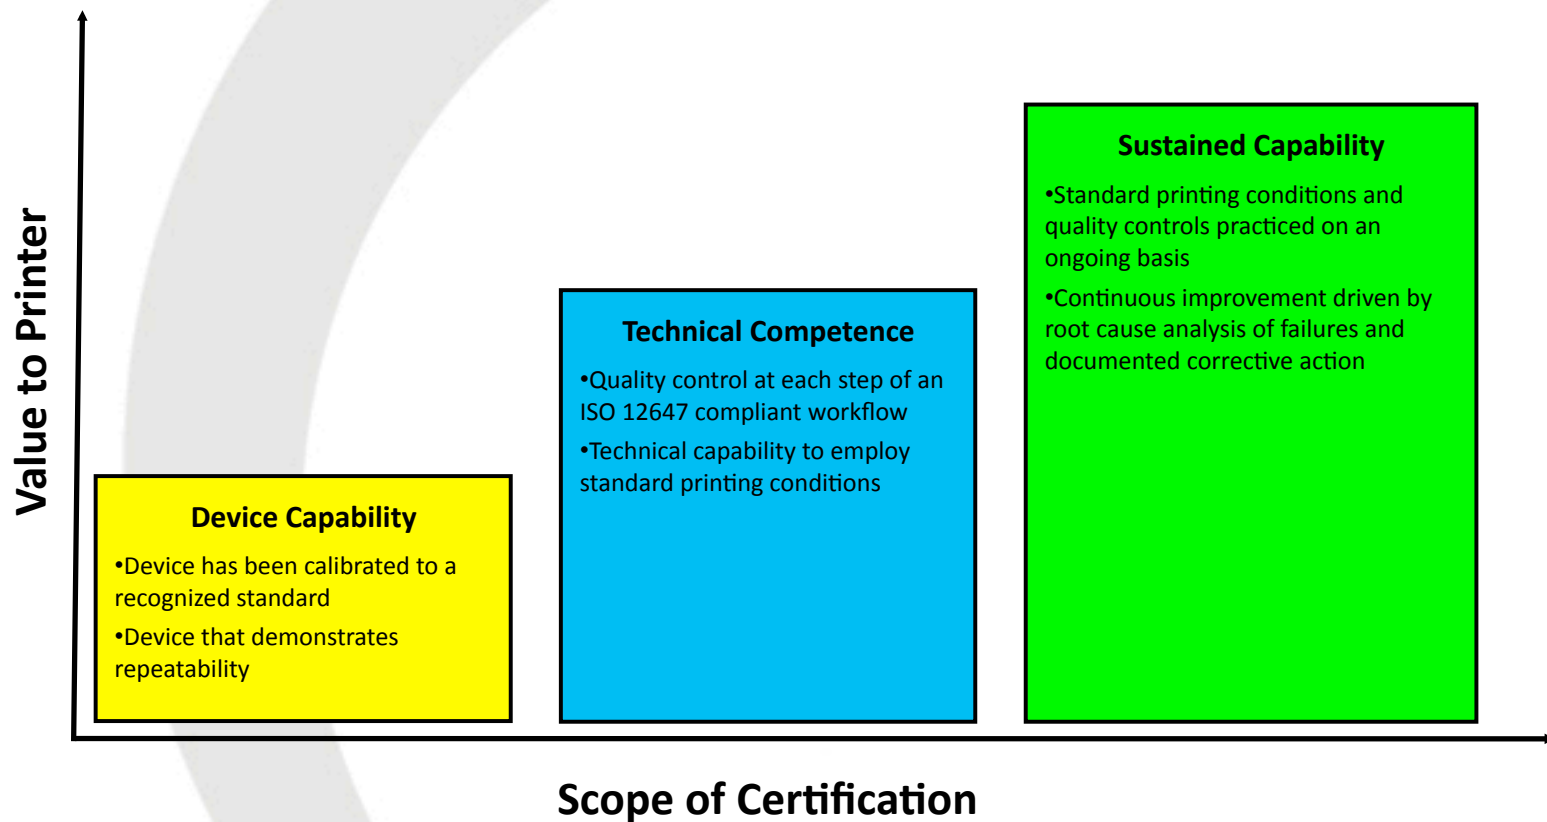 Value to Printer
Device Capability
•Device has been calibrated to a
recognized standard
•Device that demonstrates
repeatability
Technical Competence
•Quality control at each step of an
ISO 12647 compliant workflow
•Technical capability to employ
standard printing conditions
Sustained Capability
•Standard printing conditions and
quality controls practiced on an
ongoing basis
•Continuous improvement driven by
root cause analysis of failures and
documented corrective action
Scope of Certification